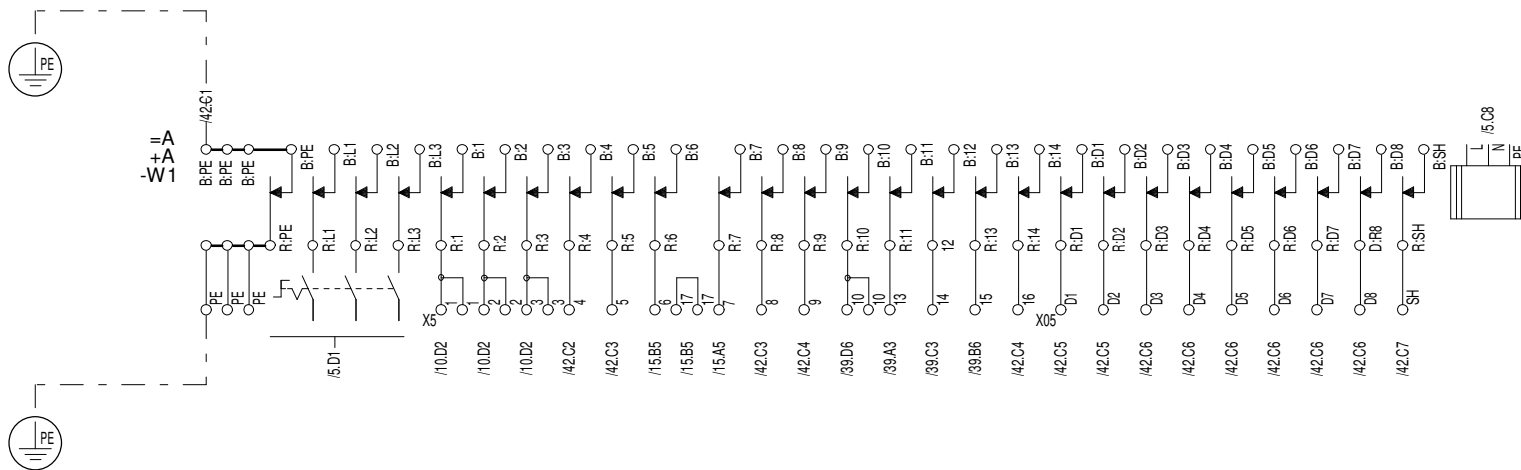 PE
/42.C1
/5.C8
L
N
PE
=A
+A
-W1
B:PE
B:PE
B:PE
B:PE
B:L1
B:L2
B:L3
B:1
B:2
B:3
B:4
B:5
B:6
B:7
B:8
B:9
B:10
B:11
B:12
B:13
B:14
B:D1
B:D2
B:D3
B:D4
B:D5
B:D6
B:D7
B:D8
B:SH
R:PE
R:L1
R:L2
R:L3
R:1
R:2
R:3
R:4
R:5
R:6
R:7
R:8
R:9
R:10
R:11
12
R:13
R:14
R:D1
R:D2
R:D3
R:D4
R:D5
R:D6
R:D7
D:R8
R:SH
PE
PE
PE
X5
1
1
2
2
3
3
4
5
6
17
17
7
8
9
10
10
13
14
15
16
X05
D1
D2
D3
D4
D5
D6
D7
D8
SH
/5.D1
/10.D2
/10.D2
/10.D2
/42.C2
/42.C3
/15.B5
/15.B5
/15.A5
/42.C3
/42.C4
/39.D6
/39.A3
/39.C3
/39.B6
/42.C4
/42.C5
/42.C5
/42.C6
/42.C6
/42.C6
/42.C6
/42.C6
/42.C6
/42.C7
PE